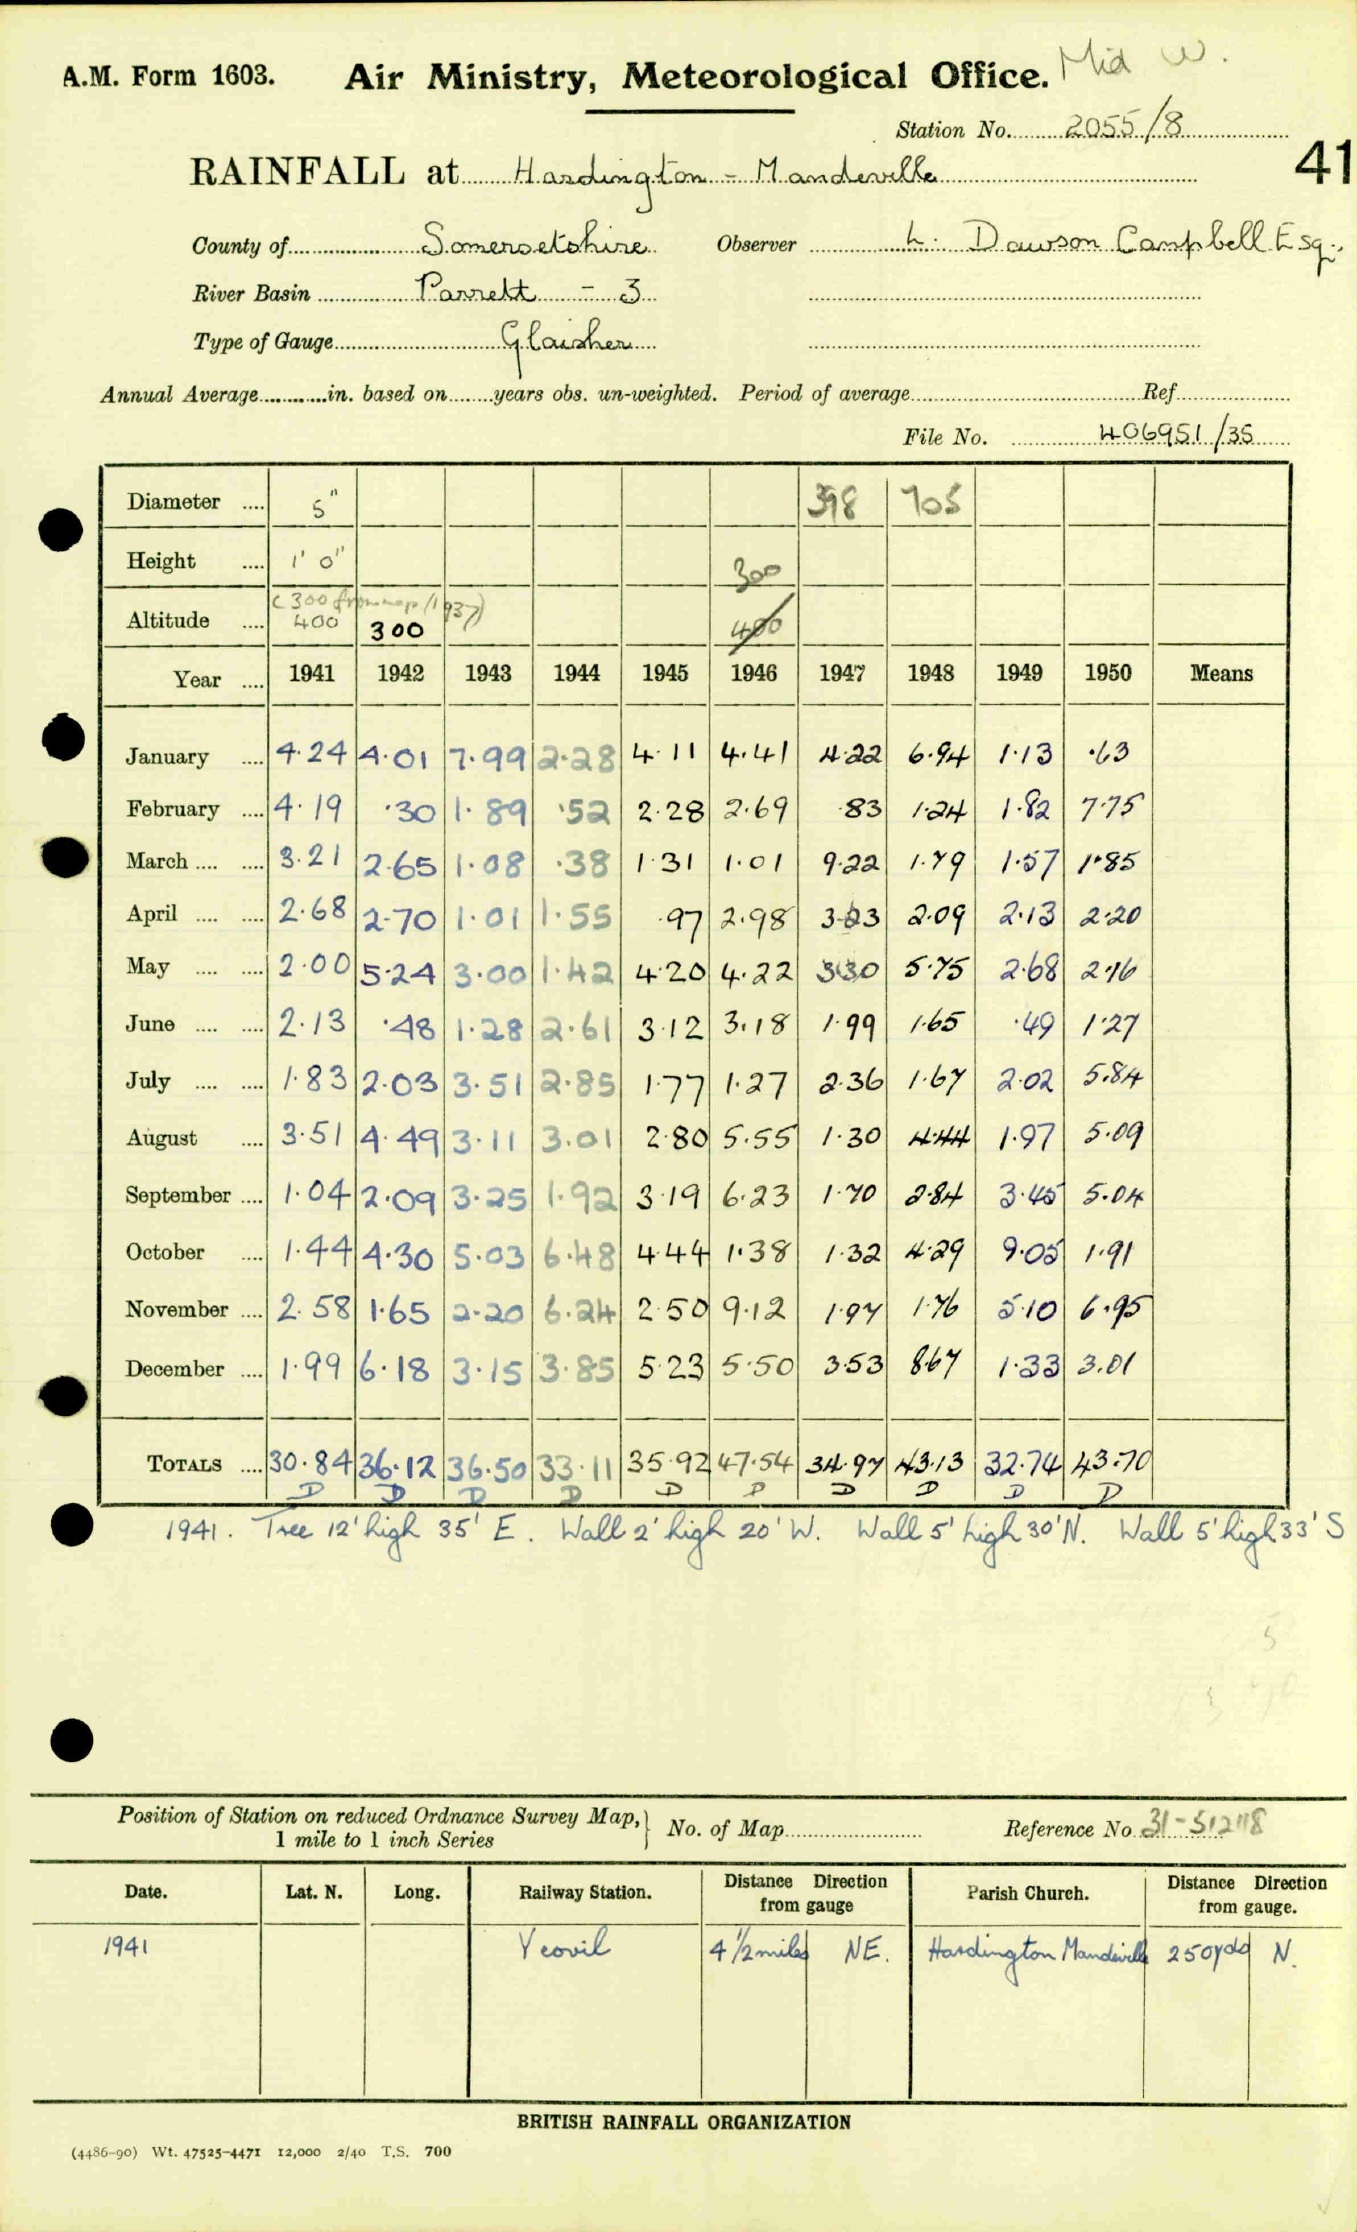 A.M. Form 1603. Air Ministry, Meteorological Office. Mid W.
Station No. 2055/8
RAINFALL at Hardington - Mandeville
41
County of Somersetshire Observer L. Dawson Campbell Esq.,
River Basin Parrett - 3
Type of Gauge Glaisher
Annual Average............in. based on........years obs. un-weighted. Period of average Ref
File No. 406951/35
Diameter .... 5" 398 705
Height .... 1' 0" 300
Altitude .... (300 from map (1937) 400 300 400
Year .... 1941 1942 1943 1944 1945 1946 1947 1948 1949 1950 Means
January .... 4.24 4.01 7.99 2.28 4.11 4.41 4.22 6.94 1.13 .63
February .... 4.19 .30 1.89 .52 2.28 2.69 .83 1.24 1.82 7.75
March .... .... 3.21 2.65 1.08 .38 1.31 1.01 9.22 1.79 1.57 1.85
April .... .... 2.68 2.70 1.01 1.55 .97 2.98 3.23 2.09 2.13 2.20
May .... .... 2.00 5.24 3.00 1.42 4.20 4.22 3.30 5.75 2.68 2.16
June .... .... 2.13 .48 1.28 2.61 3.12 3.18 1.99 1.65 .49 1.27
July .... .... 1.83 2.03 3.51 2.85 1.77 1.27 2.36 1.67 2.02 5.84
August .... 3.51 4.49 3.11 3.01 2.80 5.55 1.30 4.44 1.97 5.09
September .... 1.04 2.09 3.25 1.92 3.19 6.23 1.70 2.84 3.45 5.04
October .... 1.44 4.30 5.03 6.48 4.44 1.38 1.32 4.29 9.05 1.91
November .... 2.58 1.65 2.20 6.24 2.50 9.12 1.97 1.76 5.10 6.95
December .... 1.99 6.18 3.15 3.85 5.23 5.50 3.53 8.67 1.33 3.01
TOTALS .... 30.84 36.12 36.50 33.11 35.92 47.54 34.97 43.13 32.74 43.70
D D D D D D D D D D
1941. Tree 12' high 35' E. Wall 2' high 20' W. Wall 5' high 30' N. Wall 5' high 33' S
Position of Station on reduced Ordnance Survey Map,
1 mile to 1 inch Series
No. of Map Reference No 31-512118
Date. Lat. N. Long. Railway Station. Distance Direction from gauge Parish Church. Distance Direction from gauge.
1941 Yeovil 4 1/2 miles NE. Hardington Mandeville 250yds N.
BRITISH RAINFALL ORGANIZATION
(4486-90) Wt. 47525-4471 12,000 2/40 T.S. 700